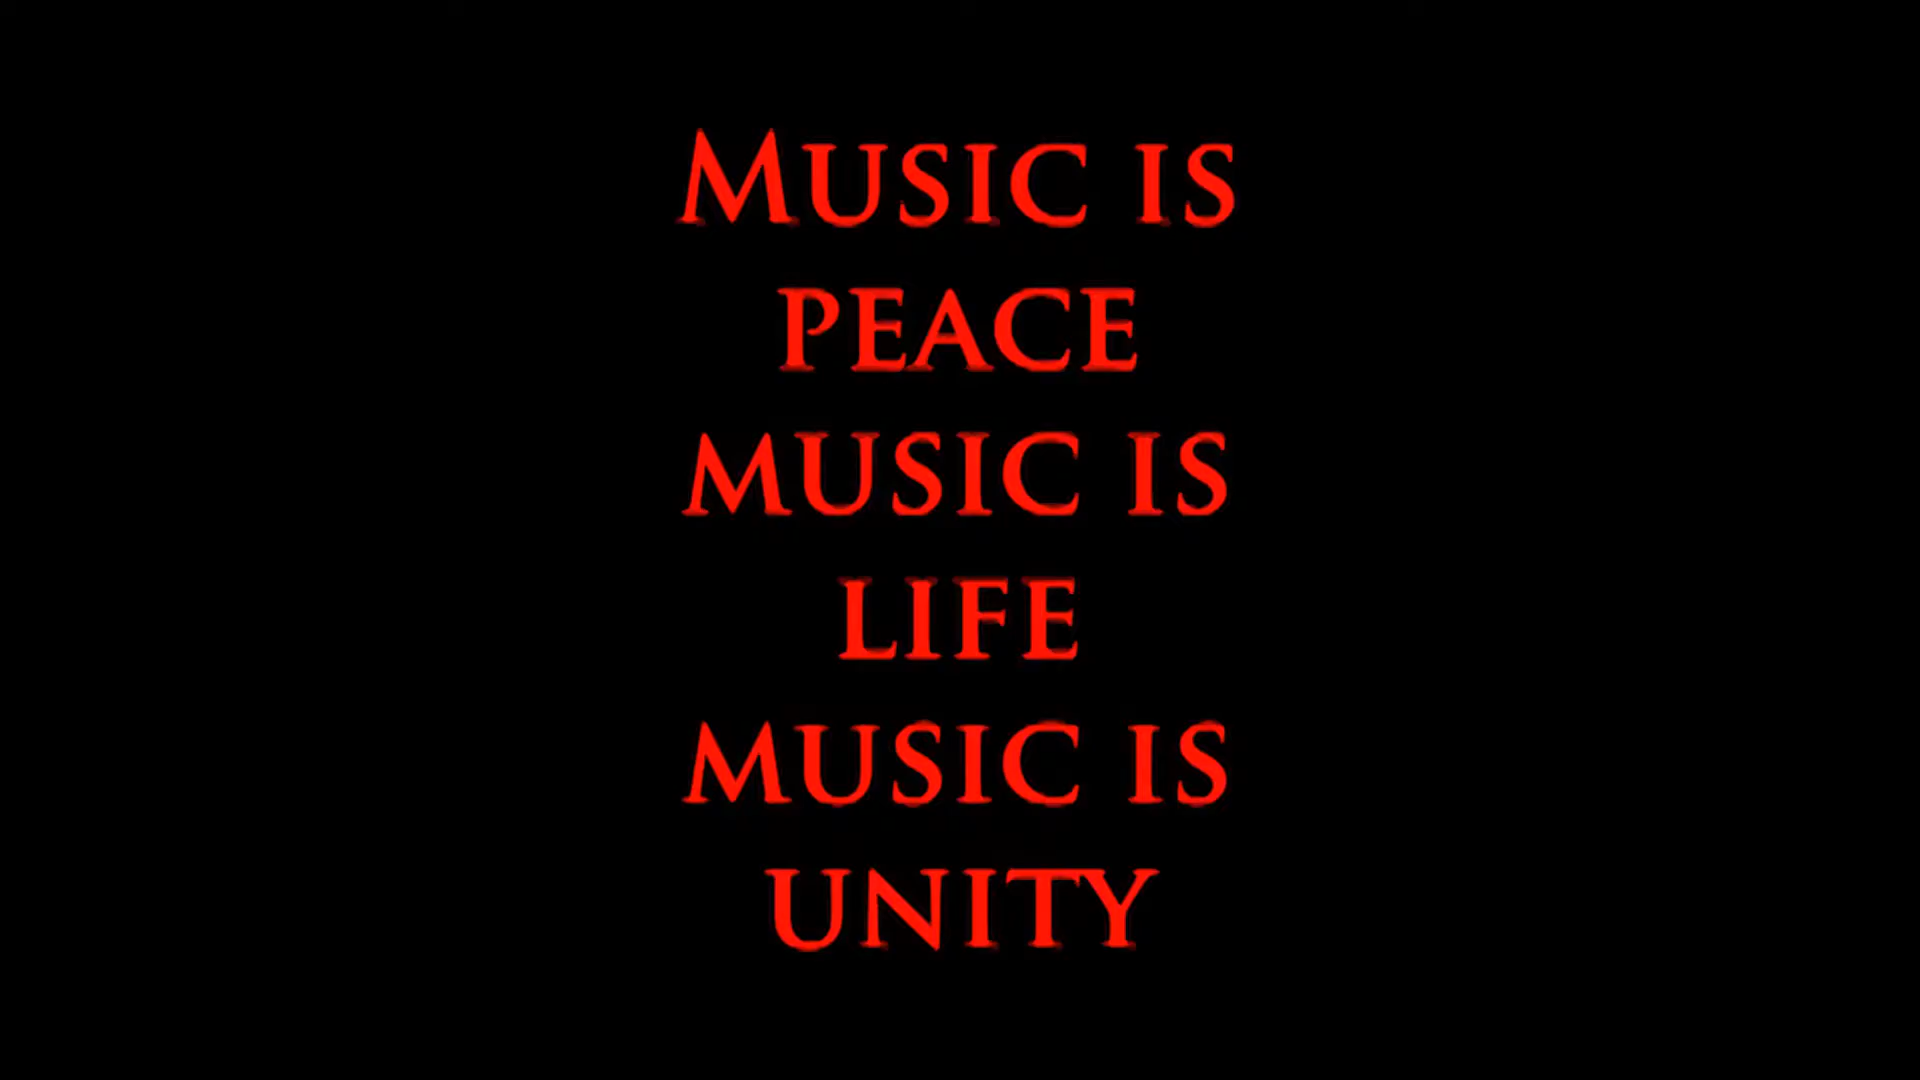 Music is
peace
music is
life
music is
unity